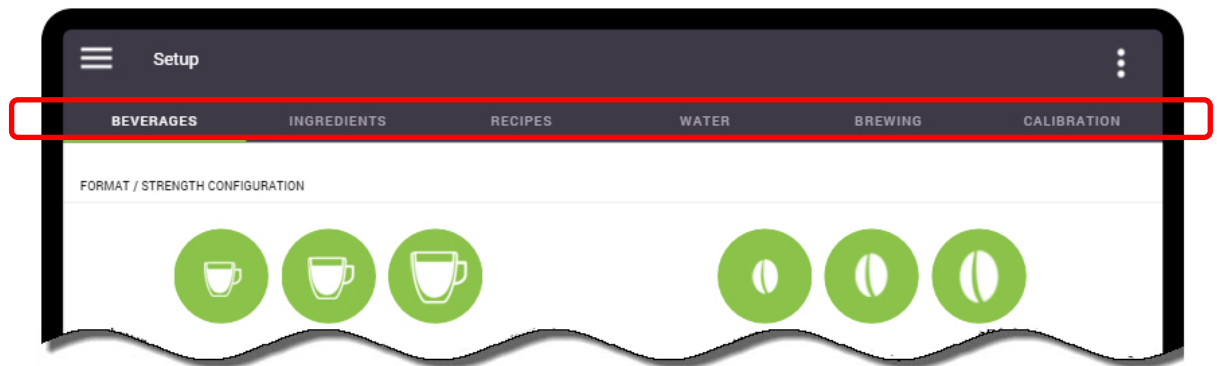 Setup
BEVERAGES INGREDIENTS RECIPES WATER BREWING CALIBRATION
FORMAT / STRENGTH CONFIGURATION